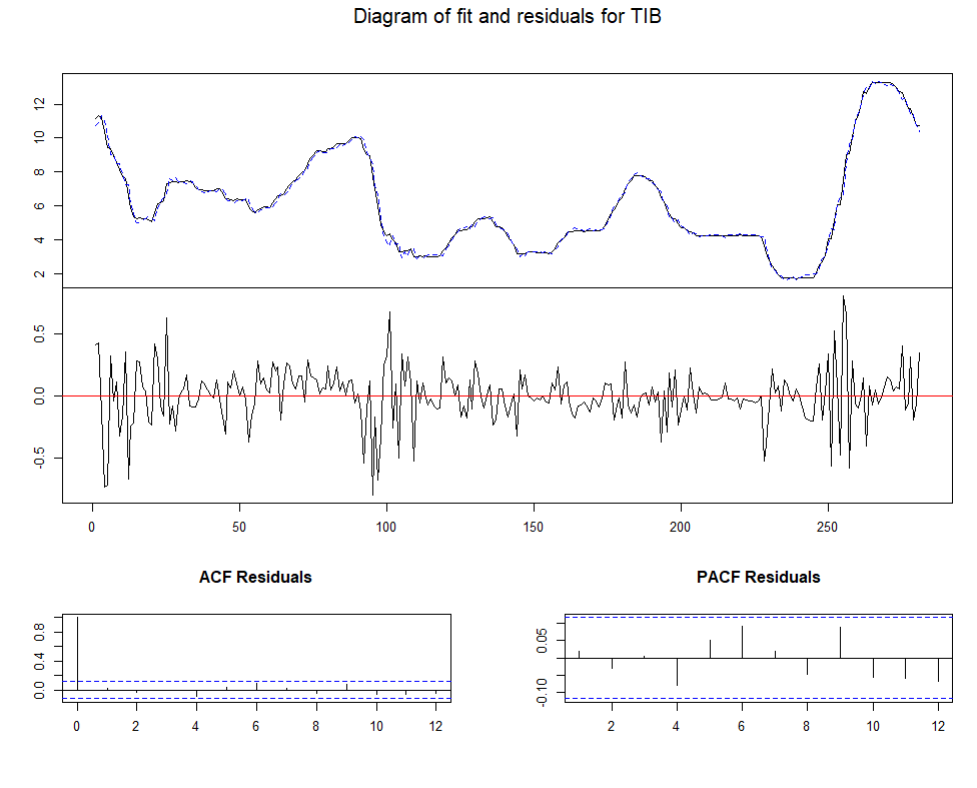 Diagram of fit and residuals for TIB
12
10
8
6
4
2
0.5
0.0
-0.5
0 50 100 150 200 250
ACF Residuals
PACF Residuals
0.8
0.4
0.0
0 2 4 6 8 10 12
0.05
-0.10
2 4 6 8 10 12